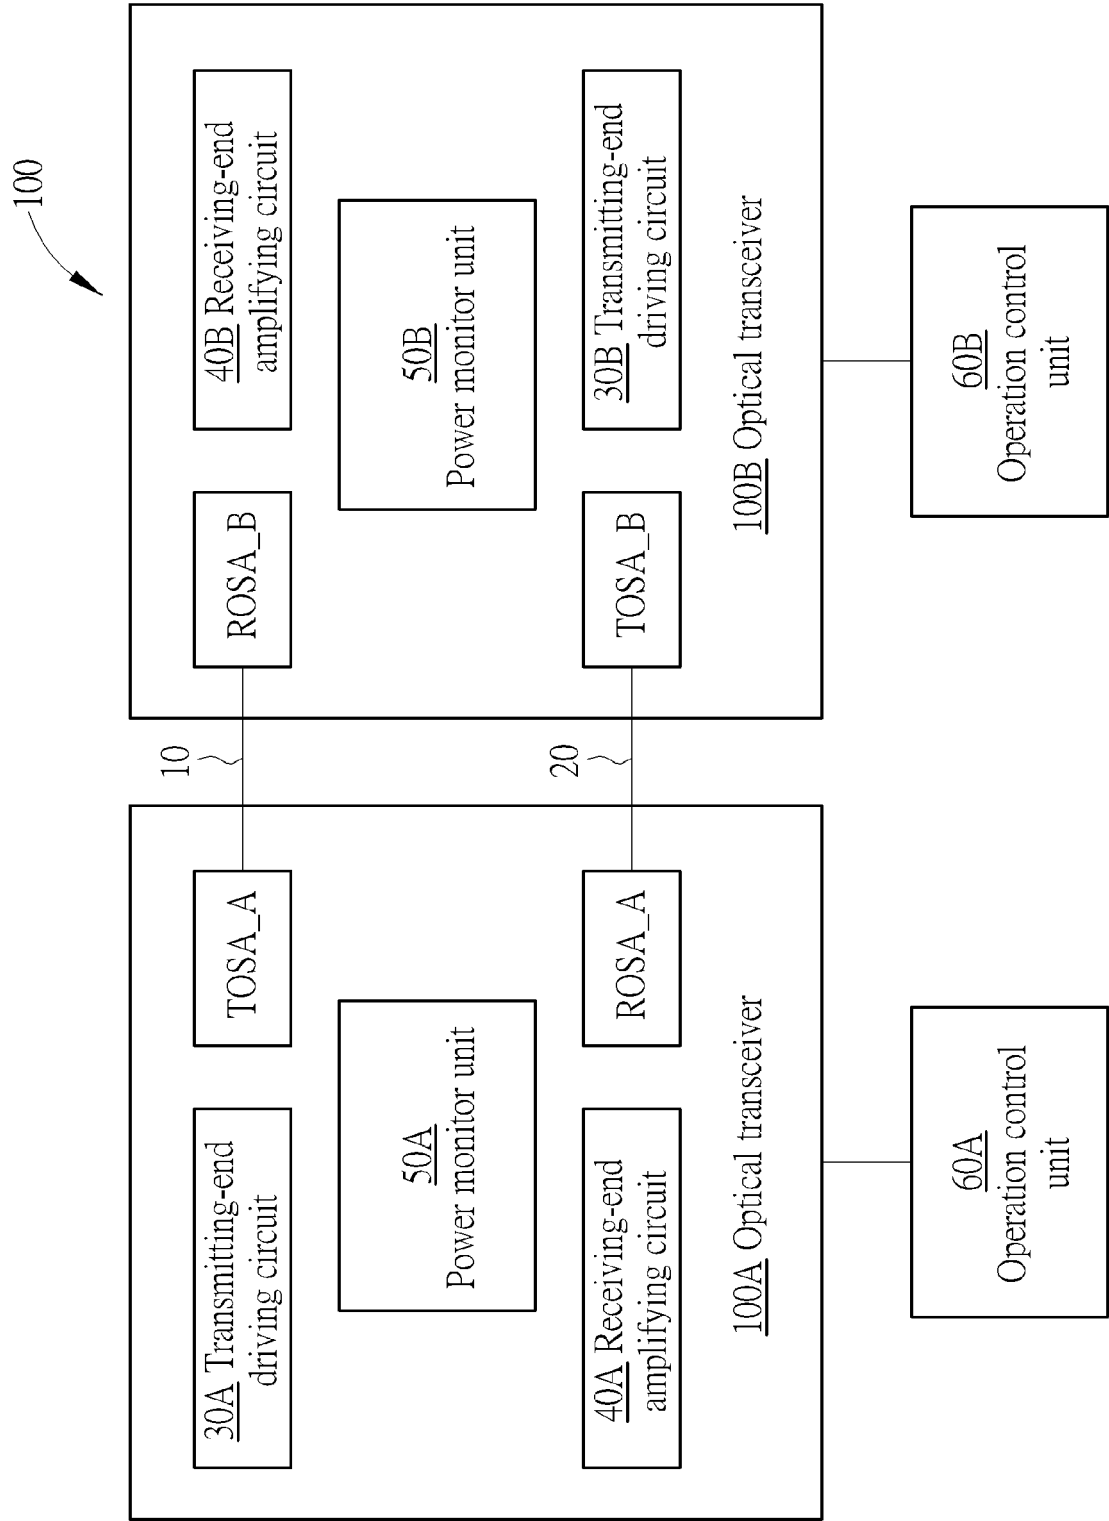 100
30A Transmitting-end
driving circuit
TOSA_A
10
ROSA_B
40B Receiving-end
amplifying circuit
50A
Power monitor unit
50B
Power monitor unit
40A Receiving-end
amplifying circuit
ROSA_A
20
TOSA_B
30B Transmitting-end
driving circuit
100A Optical transceiver
100B Optical transceiver
60A
Operation control
unit
60B
Operation control
unit